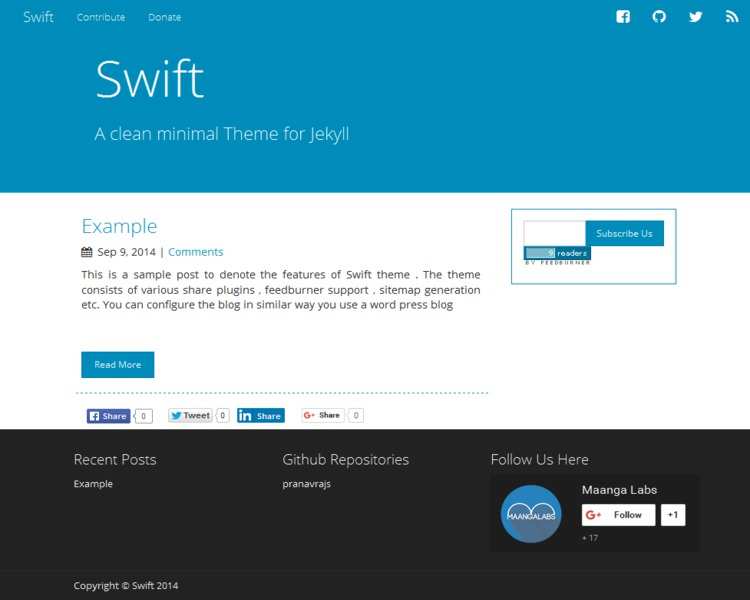 Swift Contribute Donate
Swift
A clean minimal Theme for Jekyll
Example
Sep 9, 2014 | Comments
This is a sample post to denote the features of Swift theme . The theme
consists of various share plugins , feedburner support , sitemap generation
etc. You can configure the blog in similar way you use a word press blog
Read More
Share 0 Tweet 0 Share Share 0
Subscribe Us
9 readers
BY FEEDBURNER
Recent Posts
Example
Github Repositories
pranavrajs
Follow Us Here
MAANGALABS
Maanga Labs
Follow +1
+ 17
Copyright © Swift 2014